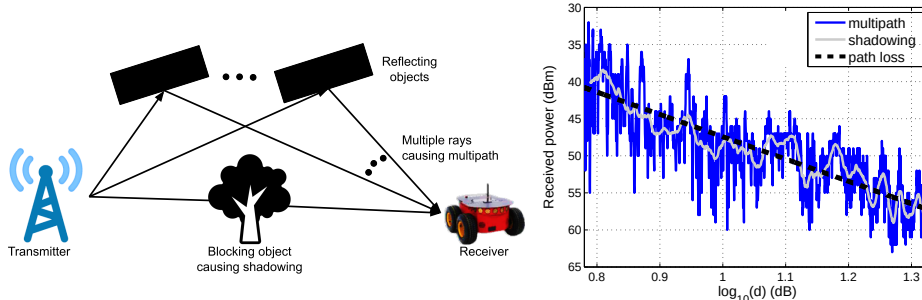 Reflecting
objects
Multiple rays
causing multipath
Transmitter
Blocking object
causing shadowing
Receiver
multipath
shadowing
path loss
Received power (dBm)
30
35
40
45
50
55
60
65
0.8
0.9
1
1.1
1.2
1.3
log10(d) (dB)